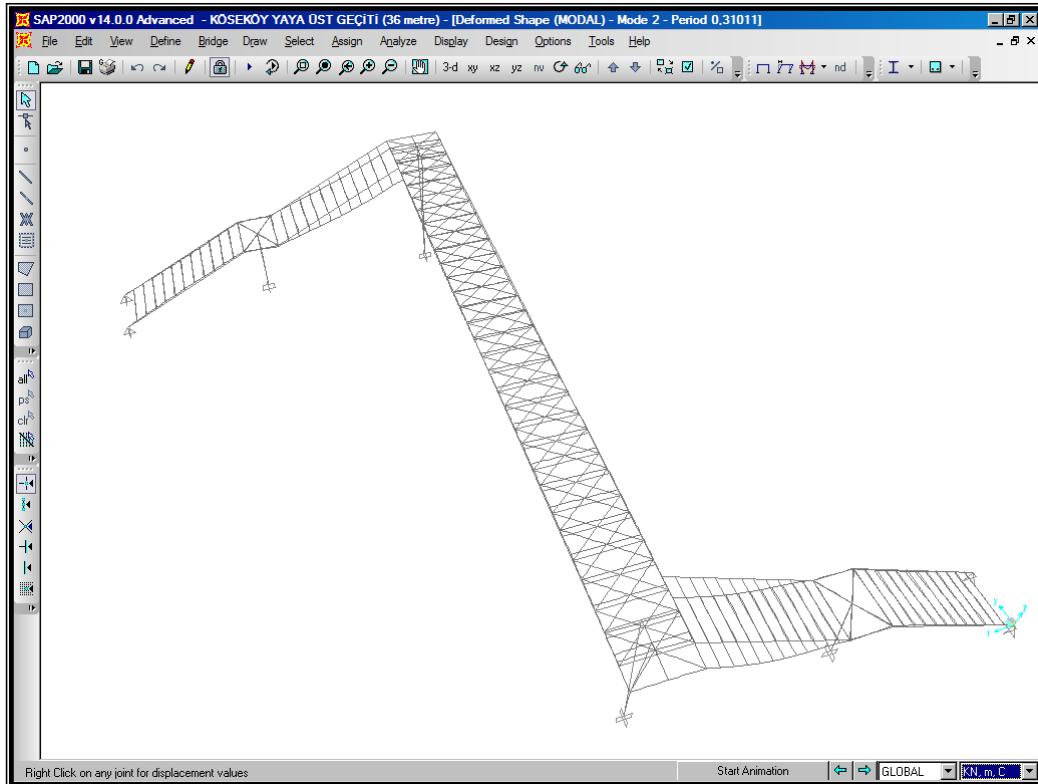 SAP2000 v14.0.0 Advanced - KÖSEKÖY YAYA ÜST GEÇİTİ (36 metre) - [Deformed Shape (MODAL) - Mode 2 - Period 0,31011]
File Edit View Define Bridge Draw Select Assign Analyze Display Design Options Tools Help
3-d xy xz yz nv nd
all
ps
clr
Right Click on any joint for displacement values
Start Animation
GLOBAL
KN, m, C